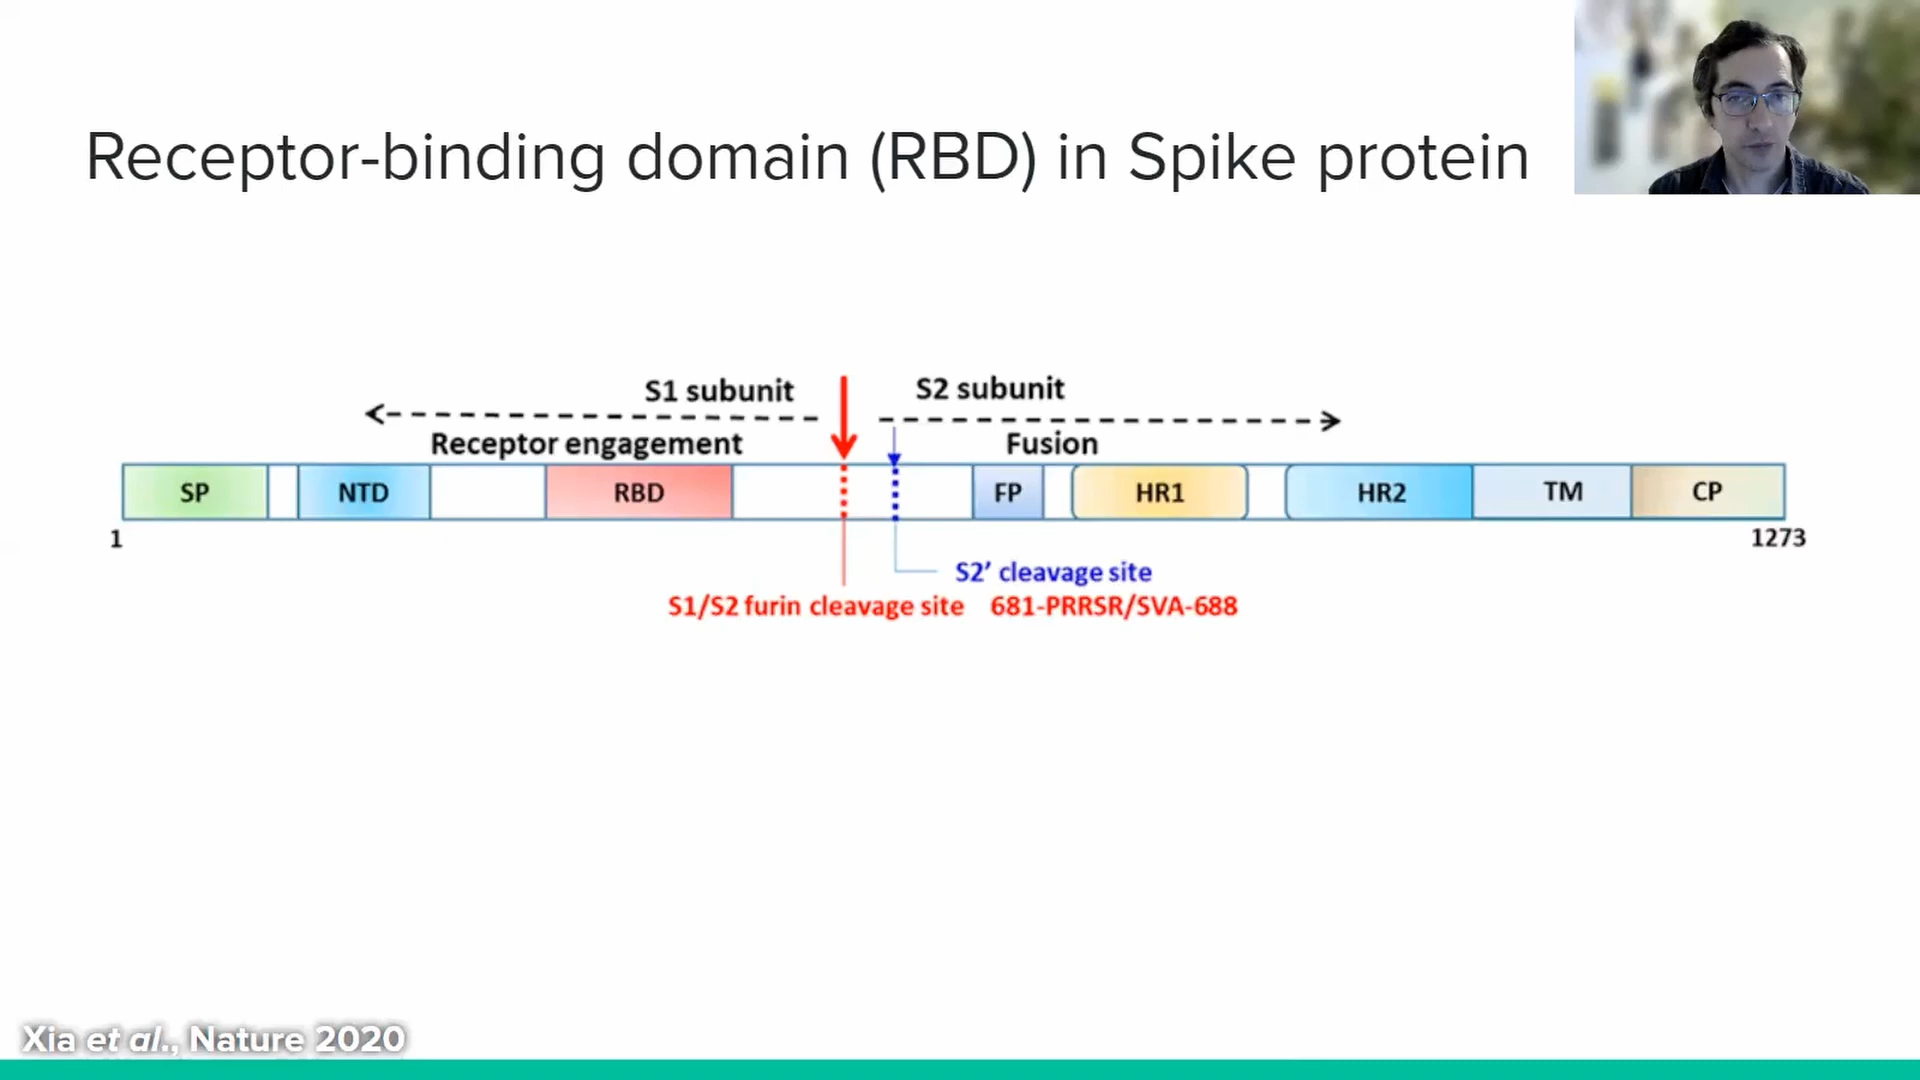 Receptor-binding domain (RBD) in Spike protein
S1 subunit
S2 subunit
Receptor engagement
Fusion
SP
NTD
RBD
FP
HR1
HR2
TM
CP
1
1273
S2’ cleavage site
S1/S2 furin cleavage site 681-PRRSR/SVA-688
Xia et al., Nature 2020